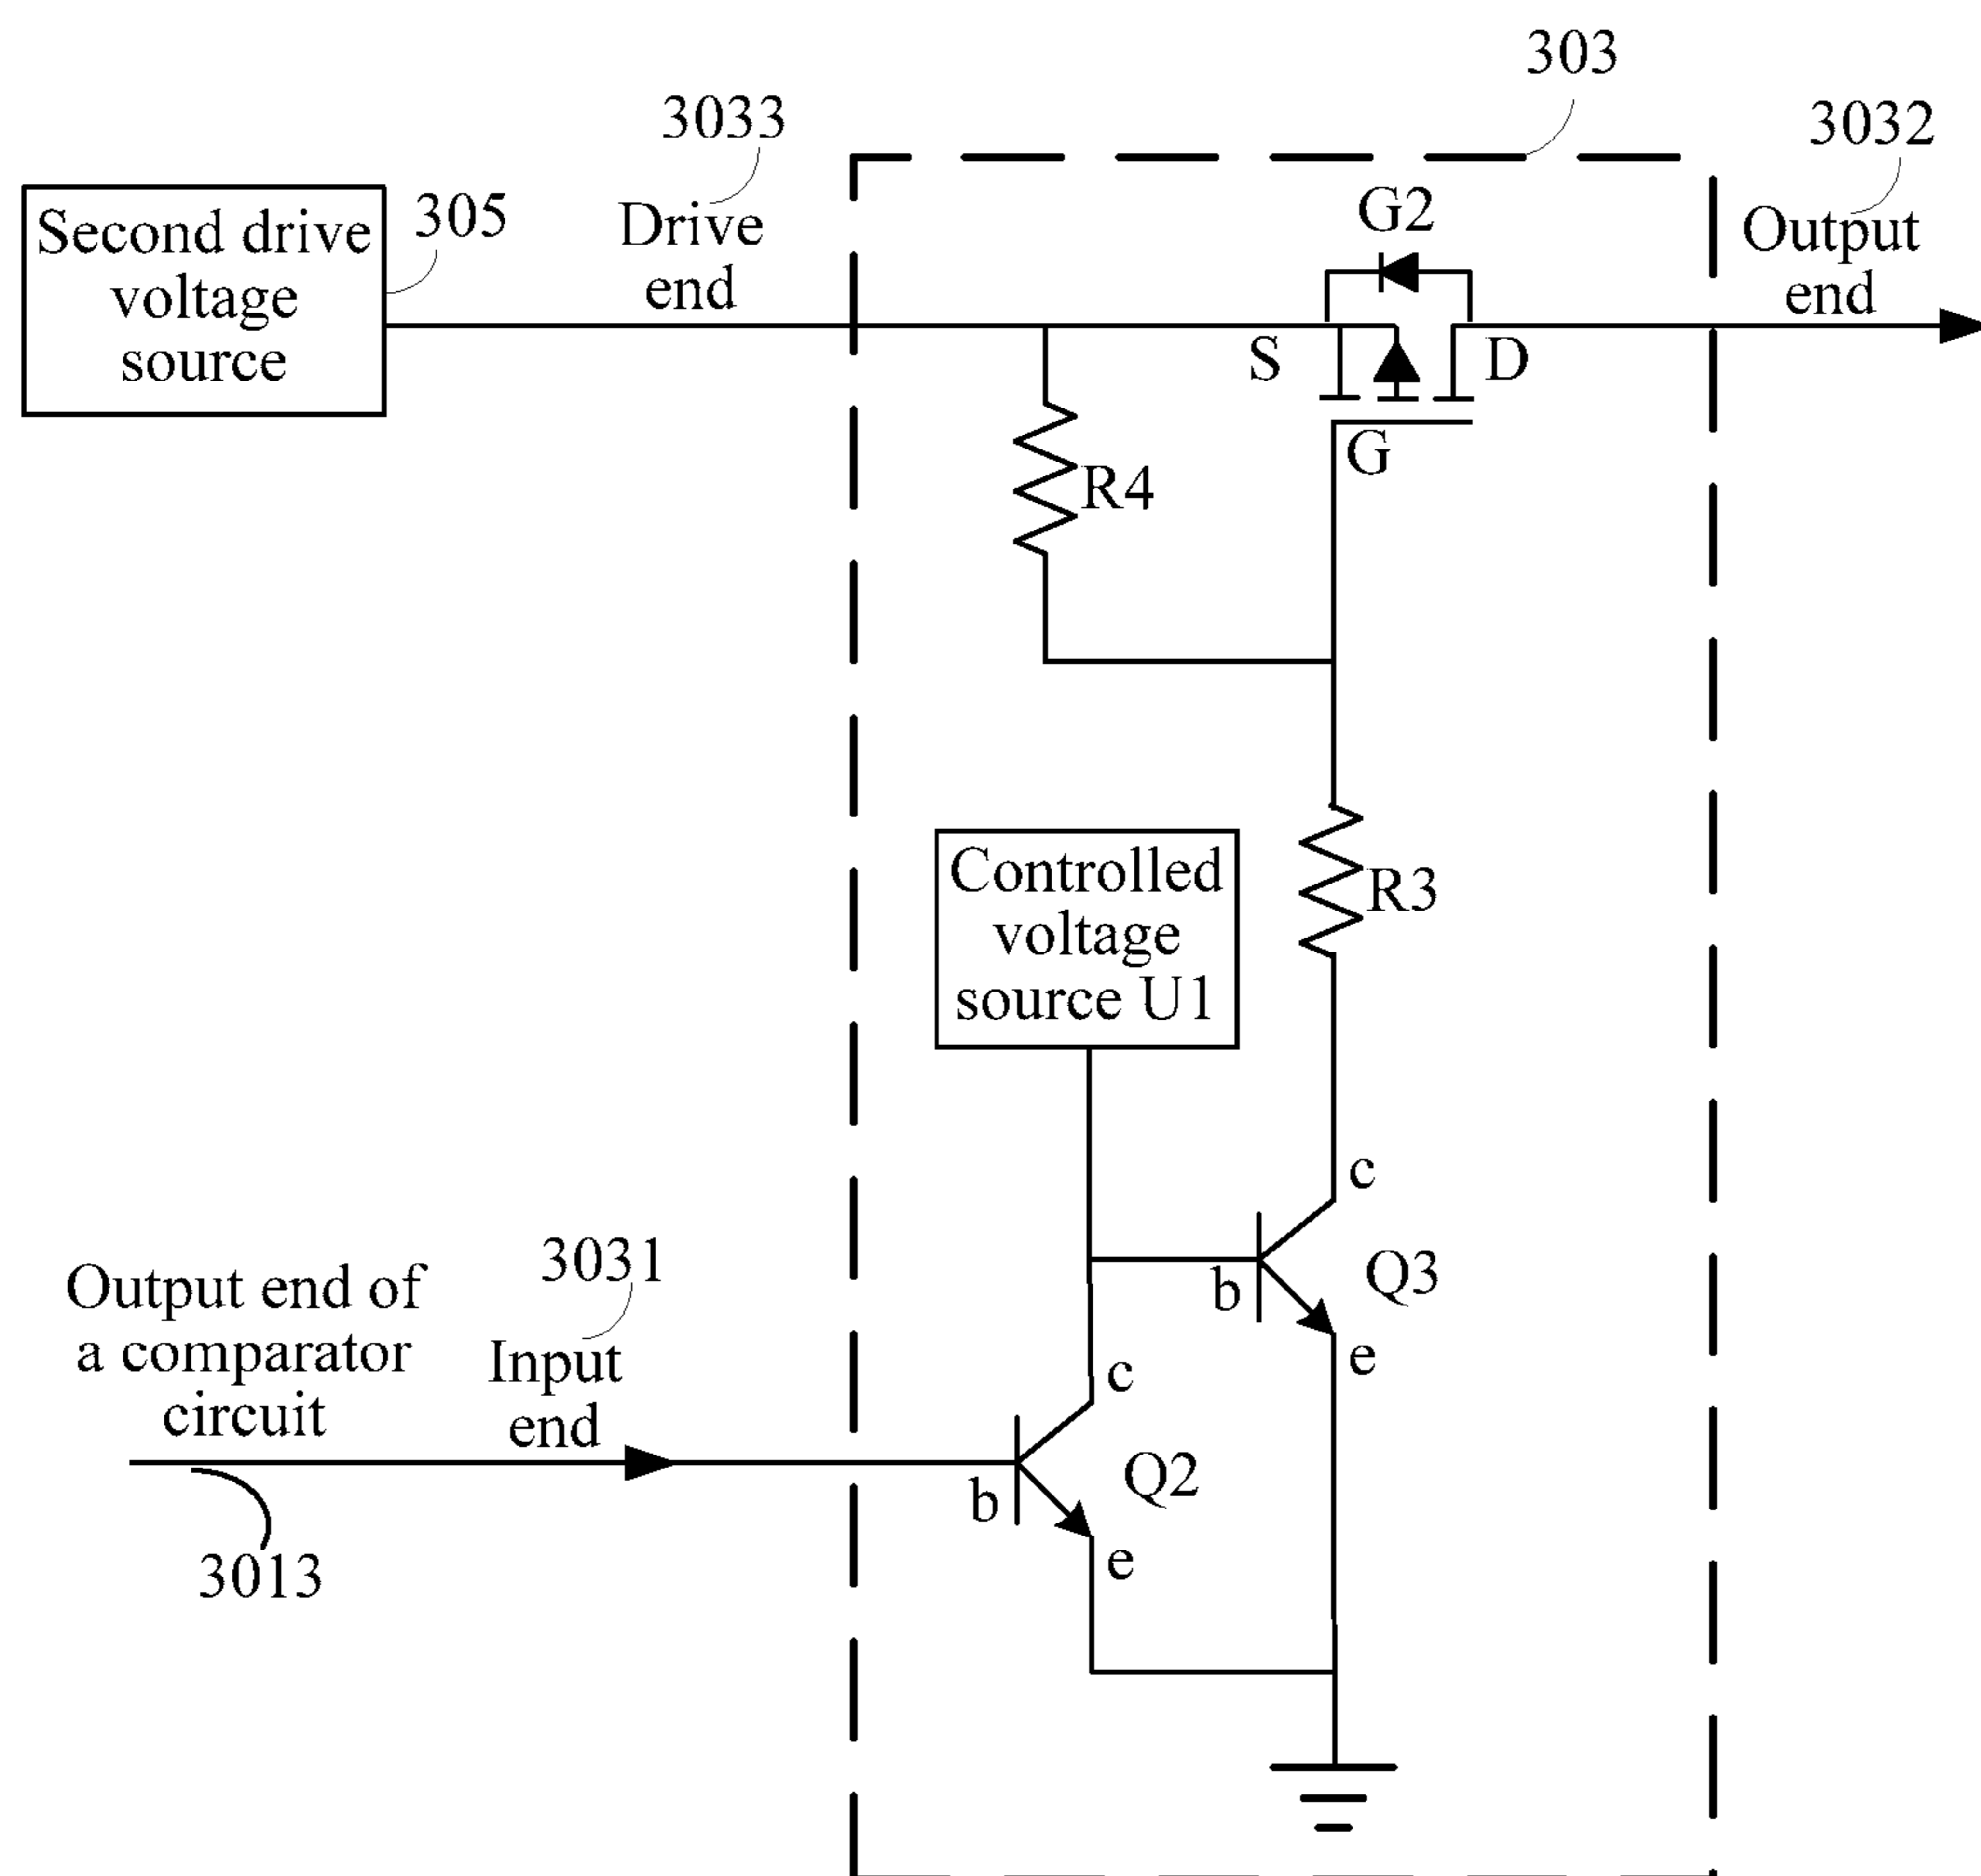 303
3033
3032
Second drive
voltage
source
305
Drive
end
G2
Output
end
S
D
G
R4
Controlled
voltage
source U1
R3
c
Q3
b
e
Output end of
a comparator
circuit
3031
Input
end
c
Q2
b
e
3013